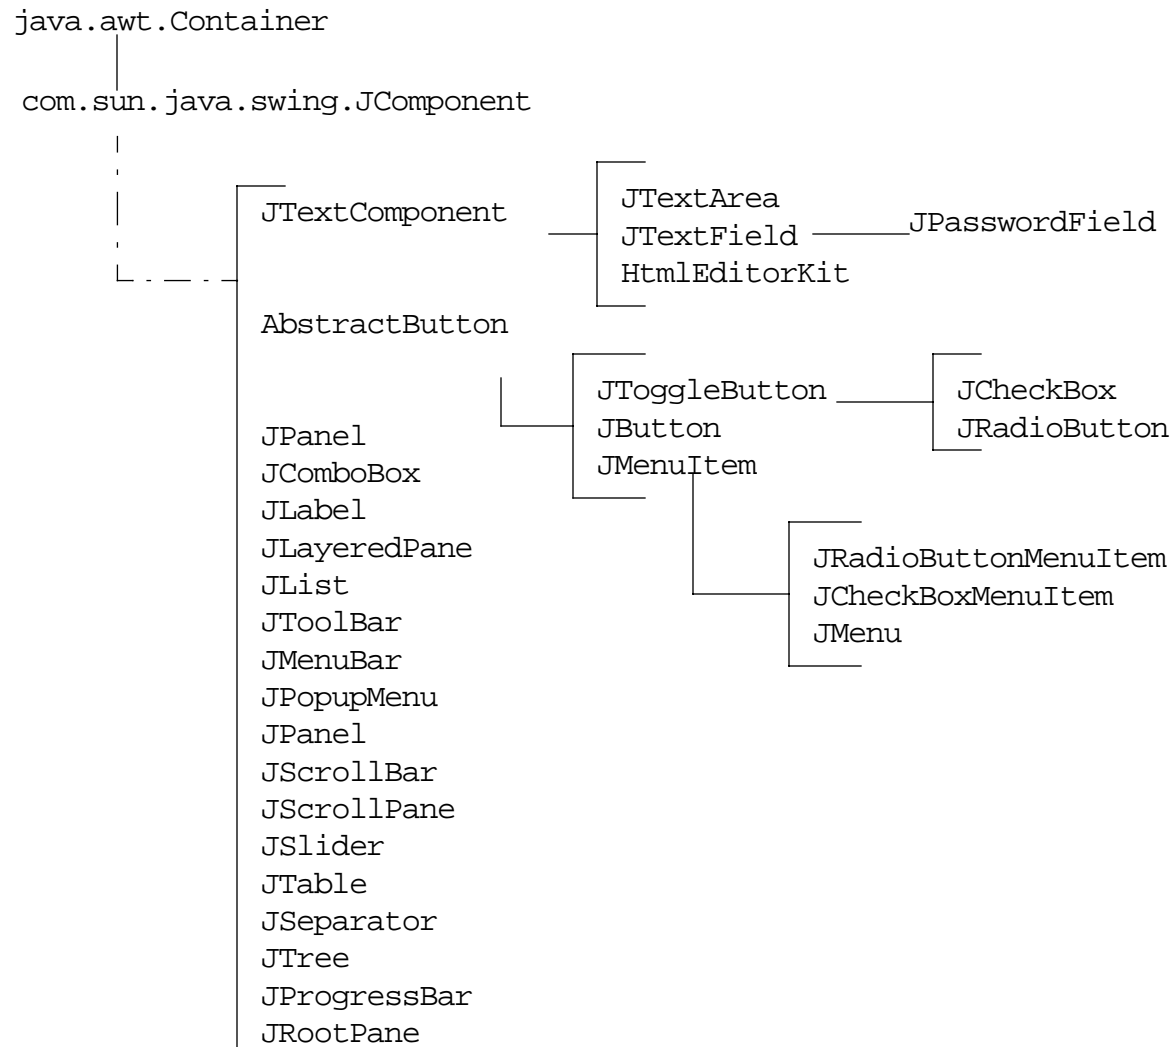 java.awt.Container
com.sun.java.swing.JComponent
JTextComponent
JTextArea
JTextField
HtmlEditorKit
JPasswordField
AbstractButton
JToggleButton
JButton
JMenuItem
JCheckBox
JRadioButton
JRadioButtonMenuItem
JCheckBoxMenuItem
JMenu
JPanel
JComboBox
JLabel
JLayeredPane
JList
JToolBar
JMenuBar
JPopupMenu
JPanel
JScrollBar
JScrollPane
JSlider
JTable
JSeparator
JTree
JProgressBar
JRootPane